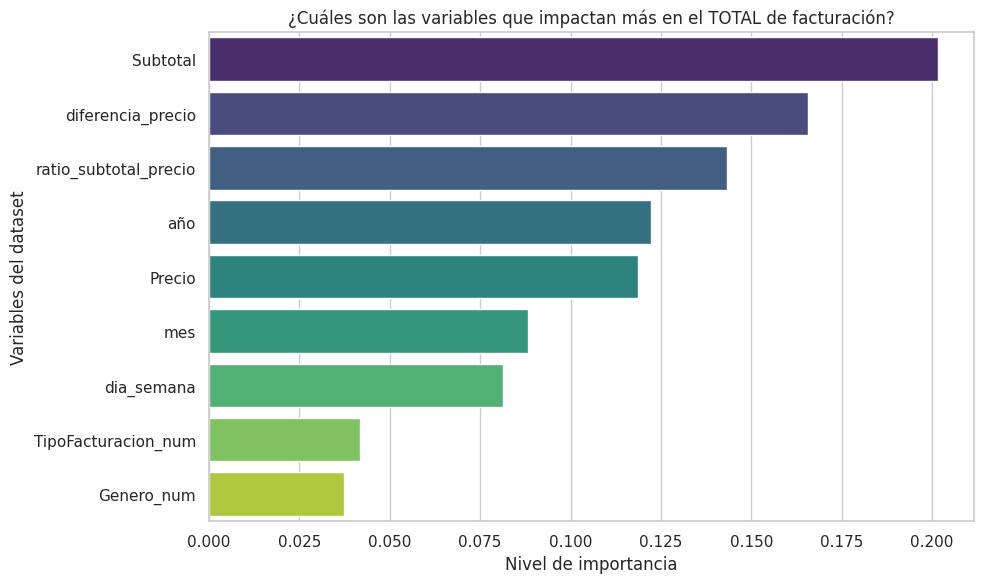 ¿Cuáles son las variables que impactan más en el TOTAL de facturación?
Variables del dataset
Subtotal
diferencia_precio
ratio_subtotal_precio
año
Precio
mes
dia_semana
TipoFacturacion_num
Genero_num
0.000 0.025 0.050 0.075 0.100 0.125 0.150 0.175 0.200
Nivel de importancia